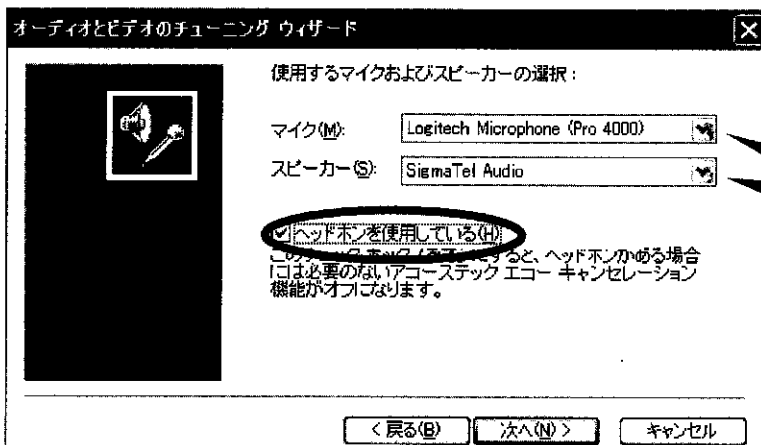 オーディオとビデオのチューニング ウィザード
使用するマイクおよびスピーカーの選択:
マイク(M):
Logitech Microphone (Pro 4000)
スピーカー(S):
SigmaTel Audio
ヘッドホンを使用している(H)
この すると、ヘッドホンがある場合
には必要のないアコーステック エコー キャンセレーション
機能がオフになります。
< 戻る(B)
次へ(N) >
キャンセル